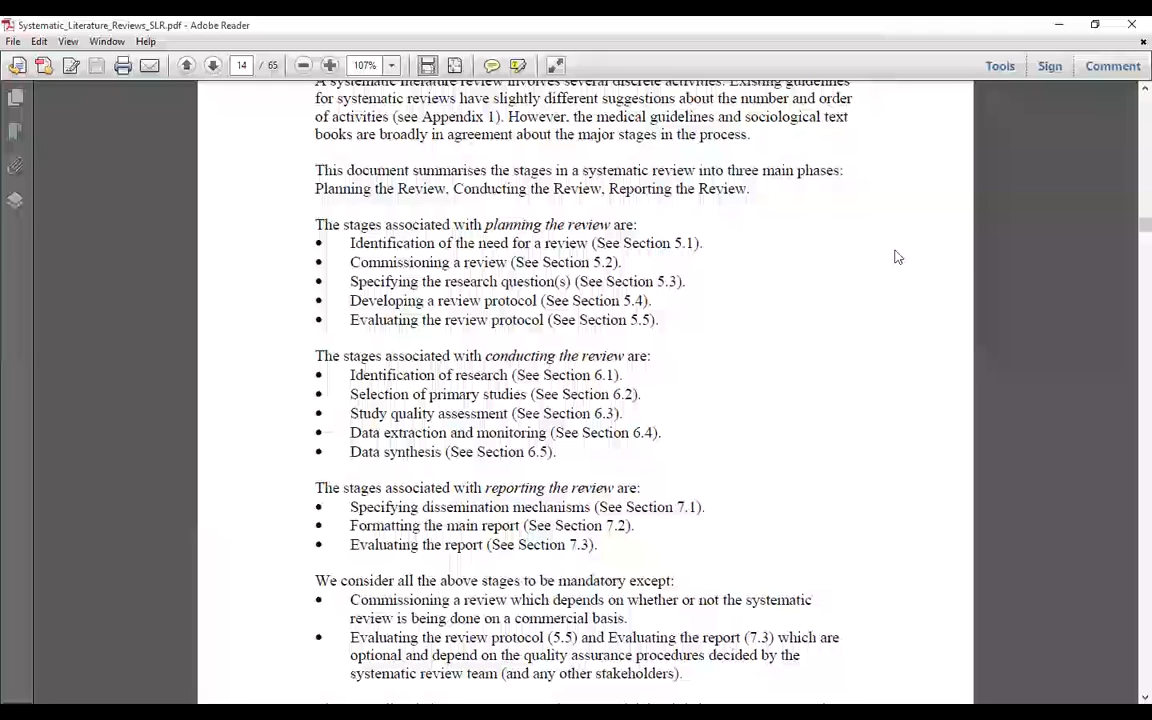 Systematic_Literature_Reviews_SLR.pdf - Adobe Reader
File Edit View Window Help
14 / 65 107% Tools Sign Comment
A systematic literature review involves several discrete activities. Existing guidelines
for systematic reviews have slightly different suggestions about the number and order
of activities (see Appendix 1). However, the medical guidelines and sociological text
books are broadly in agreement about the major stages in the process.
This document summarises the stages in a systematic review into three main phases:
Planning the Review, Conducting the Review, Reporting the Review.
The stages associated with planning the review are:
• Identification of the need for a review (See Section 5.1).
• Commissioning a review (See Section 5.2).
• Specifying the research question(s) (See Section 5.3).
• Developing a review protocol (See Section 5.4).
• Evaluating the review protocol (See Section 5.5).
The stages associated with conducting the review are:
• Identification of research (See Section 6.1).
• Selection of primary studies (See Section 6.2).
• Study quality assessment (See Section 6.3).
• Data extraction and monitoring (See Section 6.4).
• Data synthesis (See Section 6.5).
The stages associated with reporting the review are:
• Specifying dissemination mechanisms (See Section 7.1).
• Formatting the main report (See Section 7.2).
• Evaluating the report (See Section 7.3).
We consider all the above stages to be mandatory except:
• Commissioning a review which depends on whether or not the systematic
review is being done on a commercial basis.
• Evaluating the review protocol (5.5) and Evaluating the report (7.3) which are
optional and depend on the quality assurance procedures decided by the
systematic review team (and any other stakeholders).